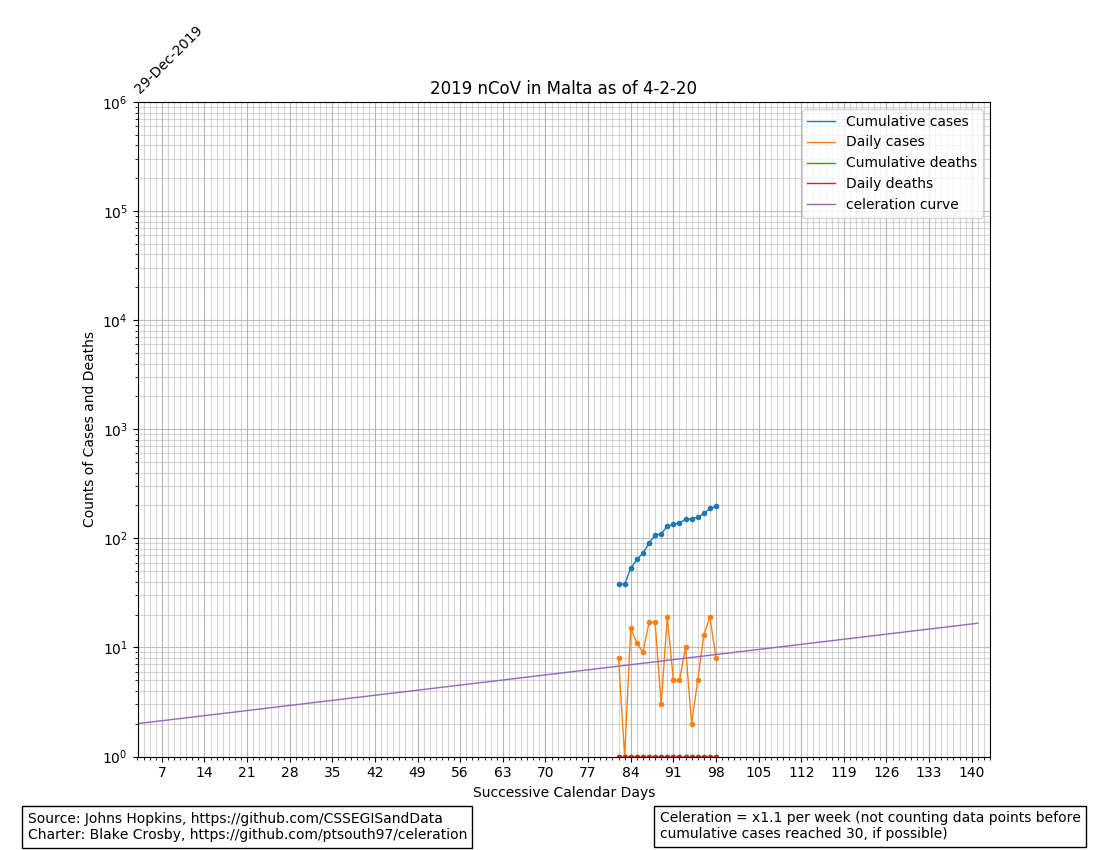 29-Dec-2019
2019 nCoV in Malta as of 4-2-20
10^6
10^5
10^4
10^3
10^2
10^1
10^0
Counts of Cases and Deaths
Cumulative cases
Daily cases
Cumulative deaths
Daily deaths
celeration curve
7 14 21 28 35 42 49 56 63 70 77 84 91 98 105 112 119 126 133 140
Successive Calendar Days
Source: Johns Hopkins, https://github.com/CSSEGISandData
Charter: Blake Crosby, https://github.com/ptsouth97/celeration
Celeration = x1.1 per week (not counting data points before
cumulative cases reached 30, if possible)